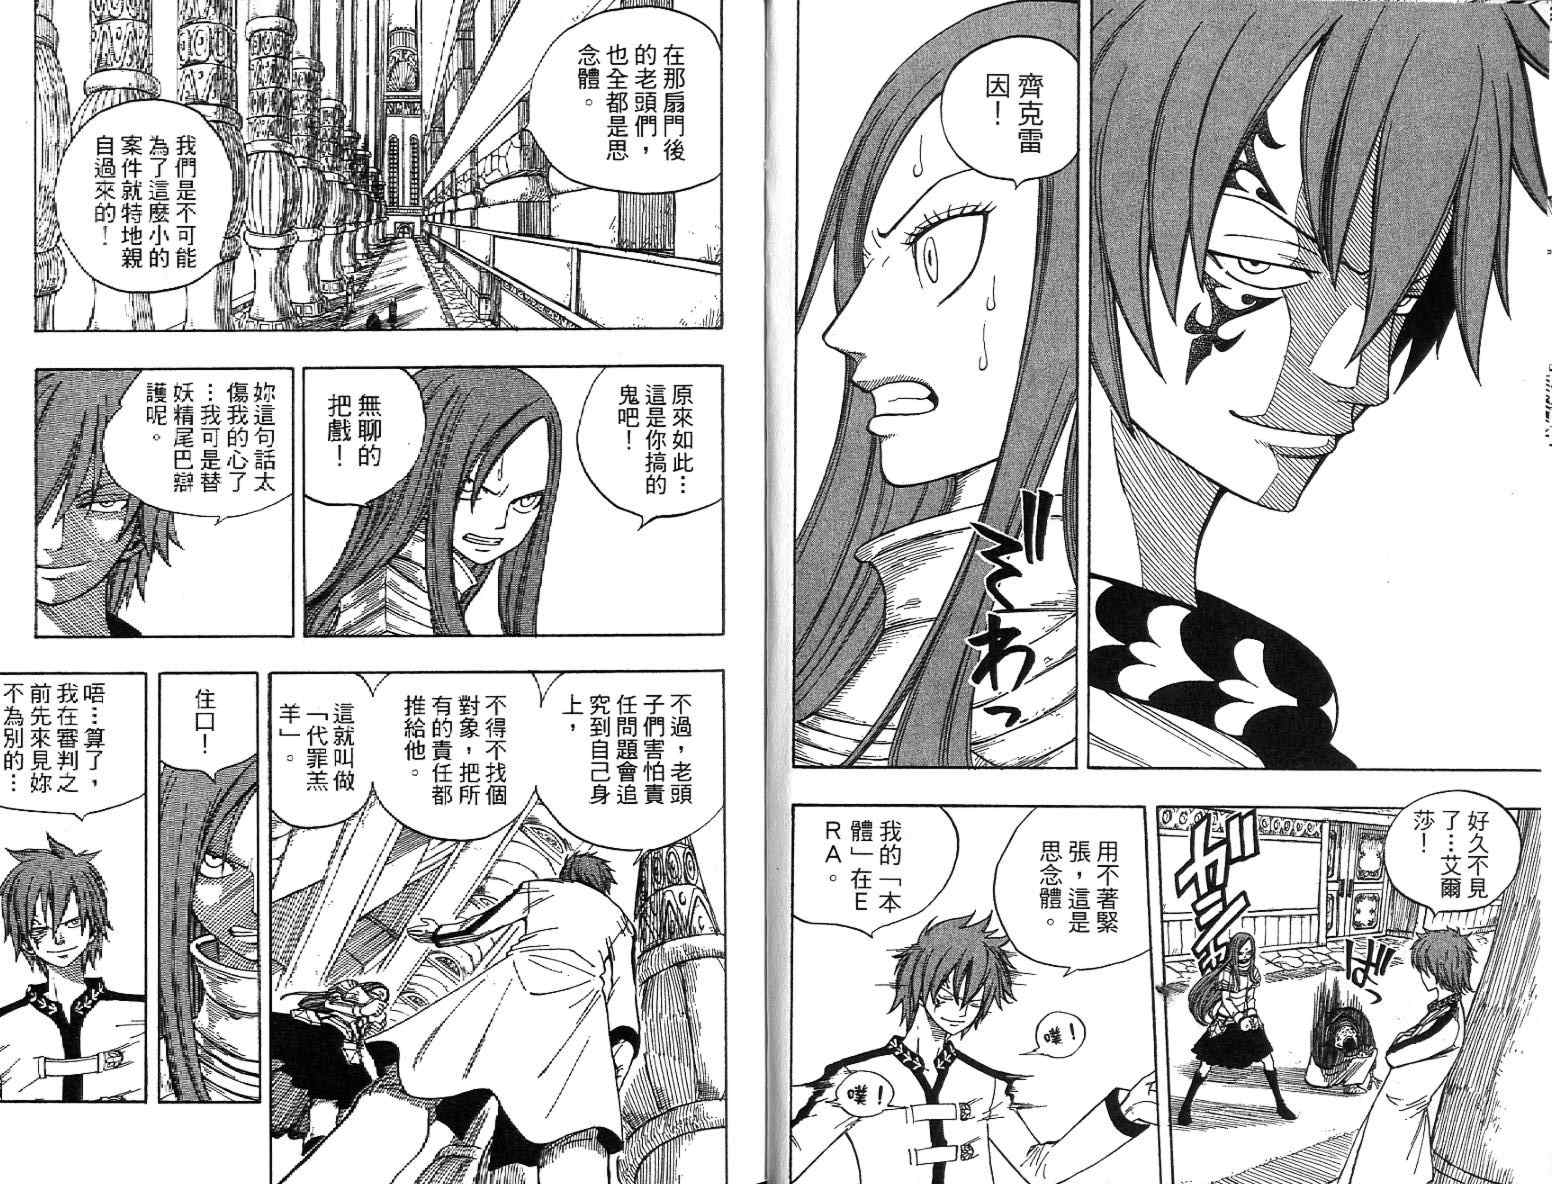 齊克雷
因！
好久不見
了…艾爾
莎！
用不著緊
張，這是
思念體。
我的「本
體」在E
RA。
噗！
噗！
在那扇門後
的老頭們，
也全都是思
念體。
我們是不可能
為了這麼小的
案件就特地親
自過來的！
原來如此…
這是你搞的
鬼吧！
無聊的
把戲！
妳這句話太
傷我的心了
…我可是替
妖精尾巴辯
護呢。
不過，老頭
子們害怕責
任問題會追
究到自己身
上，
不得不找個
對象，把所
有的責任都
推給他。
這就叫做
「代罪羔
羊」。
住口！
唔…算了，
我在審判之
前先來見妳
不為別的…